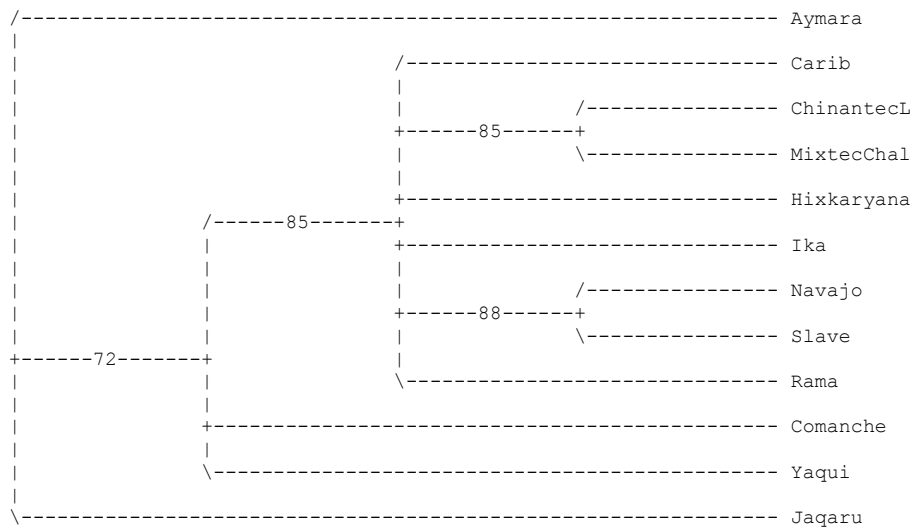 Aymara
Carib
ChinantecL
85
MixtecChal
Hixkaryana
85
Ika
Navajo
88
Slave
72
Rama
Comanche
Yaqui
Jaqaru